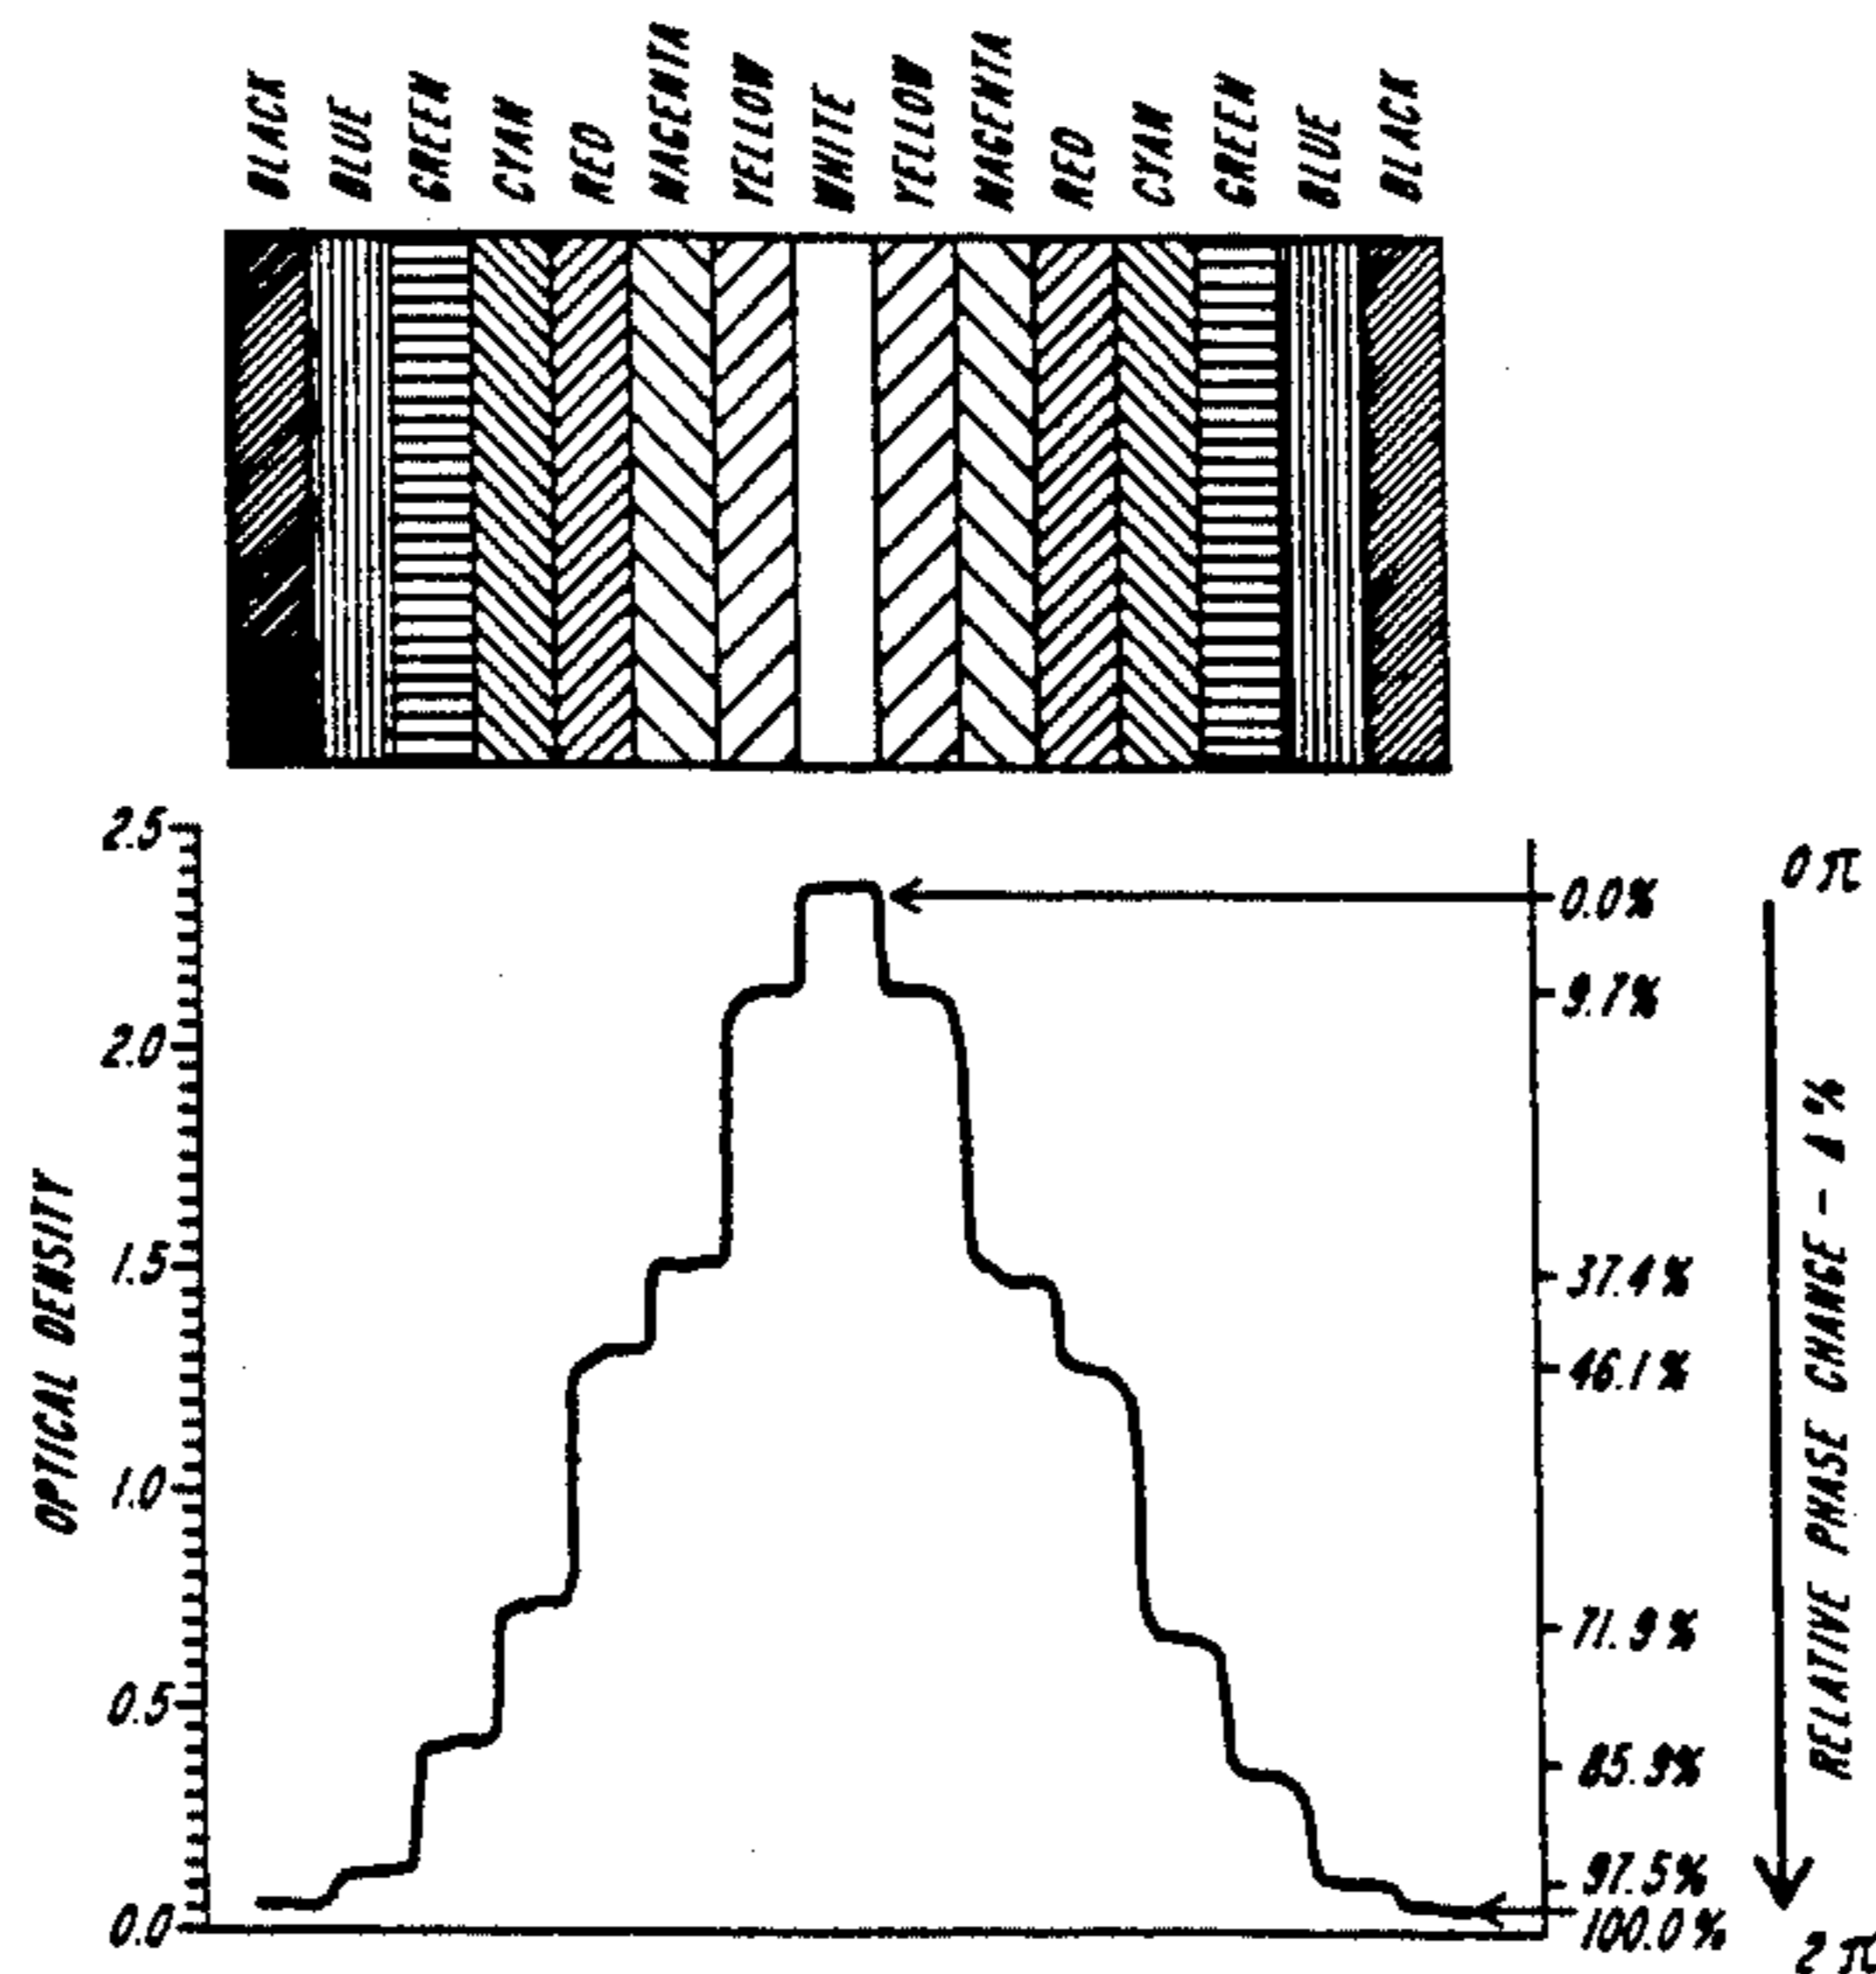 BLACK
BLUE
GREEN
CYAN
RED
MAGENTA
YELLOW
WHITE
YELLOW
MAGENTA
RED
CYAN
GREEN
BLUE
BLACK
2.5
2.0
1.5
1.0
0.5
0.0
OPTICAL DENSITY
0.0%
9.7%
37.4%
46.1%
71.9%
85.9%
97.5%
100.0%
0π
RELATIVE PHASE CHANGE - Δ %
2π